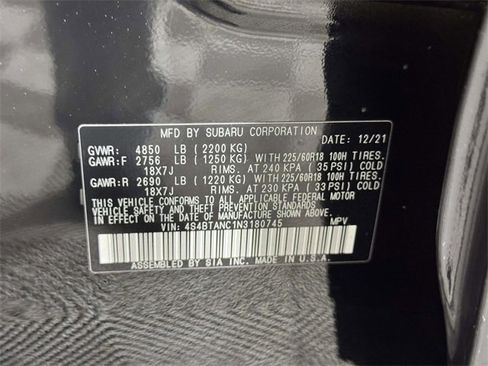 MFD BY SUBARU CORPORATION DATE: 12/21
GVWR: 4850 LB (2200 KG)
GAWR:F 2756 LB (1250 KG) WITH 225/60R18 100H TIRES,
18X7J RIMS, AT 240 KPA ( 35 PSI) COLD
GAWR:R 2690 LB (1220 KG) WITH 225/60R18 100H TIRES,
18X7J RIMS, AT 230 KPA ( 33 PSI) COLD
THIS VEHICLE CONFORMS TO ALL APPLICABLE FEDERAL MOTOR
VEHICLE SAFETY AND THEFT PREVENTION STANDARDS
IN EFFECT ON THE DATE OF MANUFACTURE SHOWN ABOVE.
VIN: 4S4BTANC1N3180745 MPV
ASSEMBLED BY SIA INC. MADE IN U.S.A.